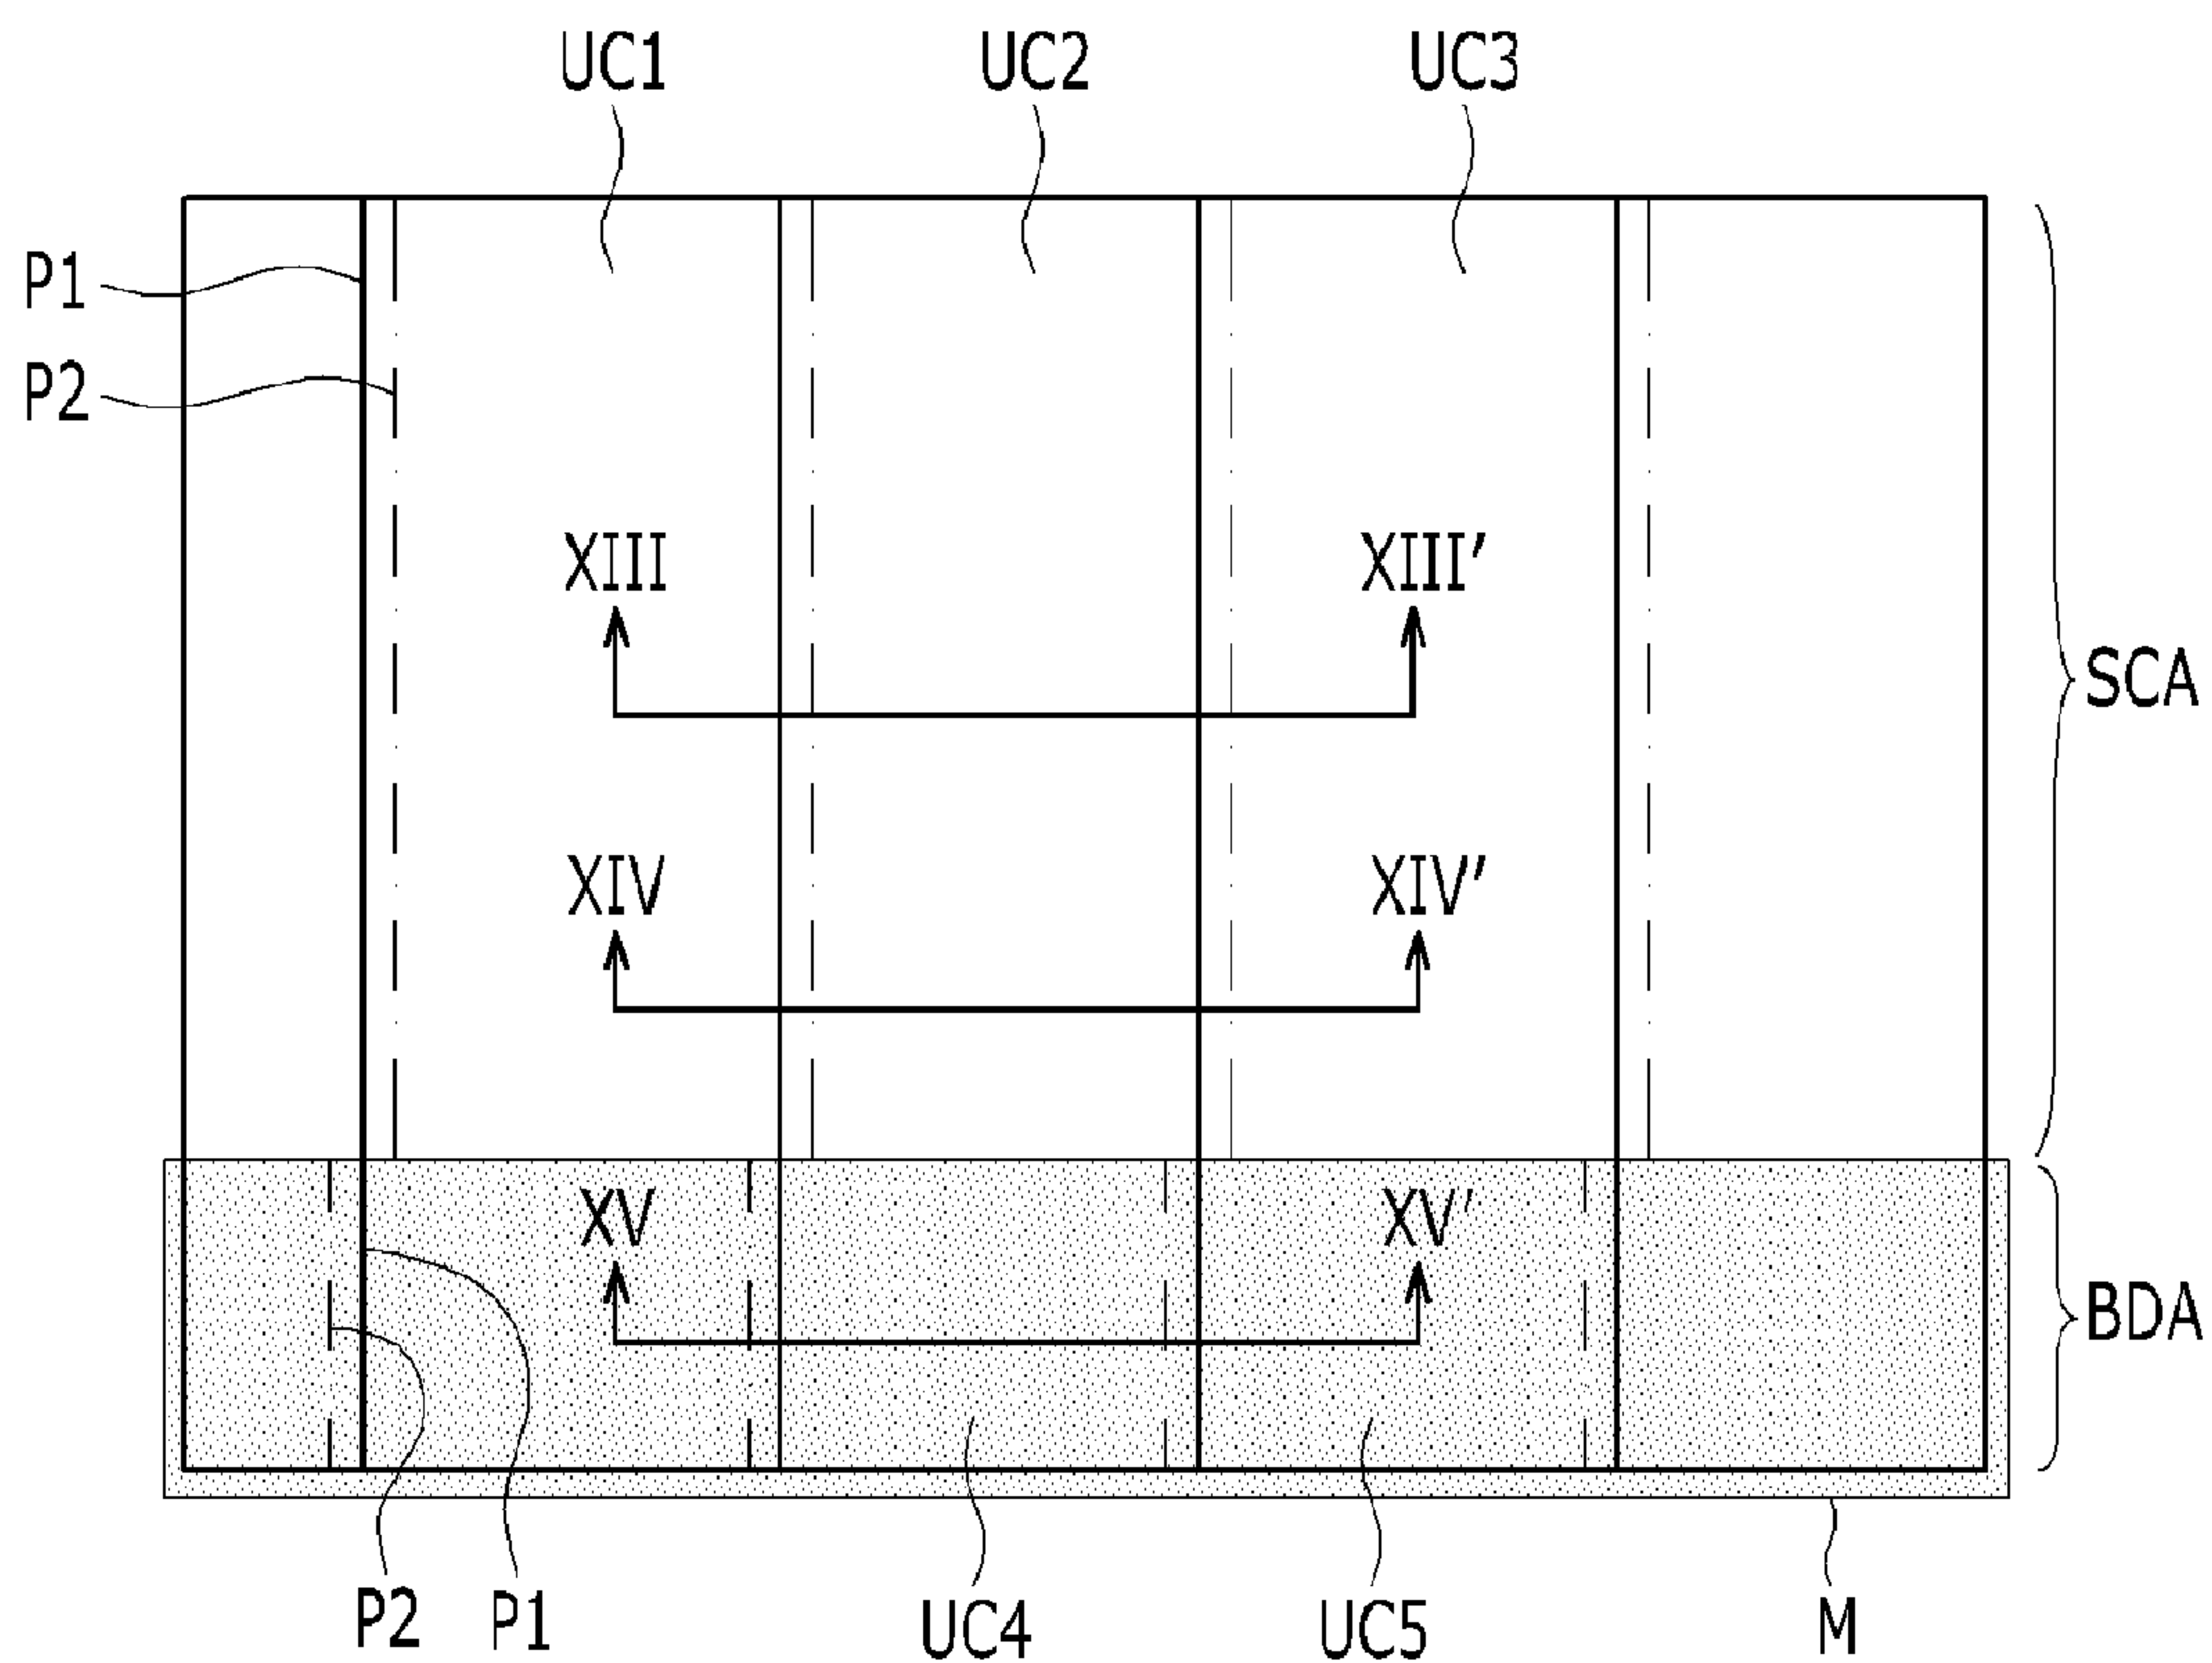 UC1 UC2 UC3
P1
P2
XIII XIII'
SCA
XIV XIV'
XV XV'
BDA
P2 P1 UC4 UC5 M